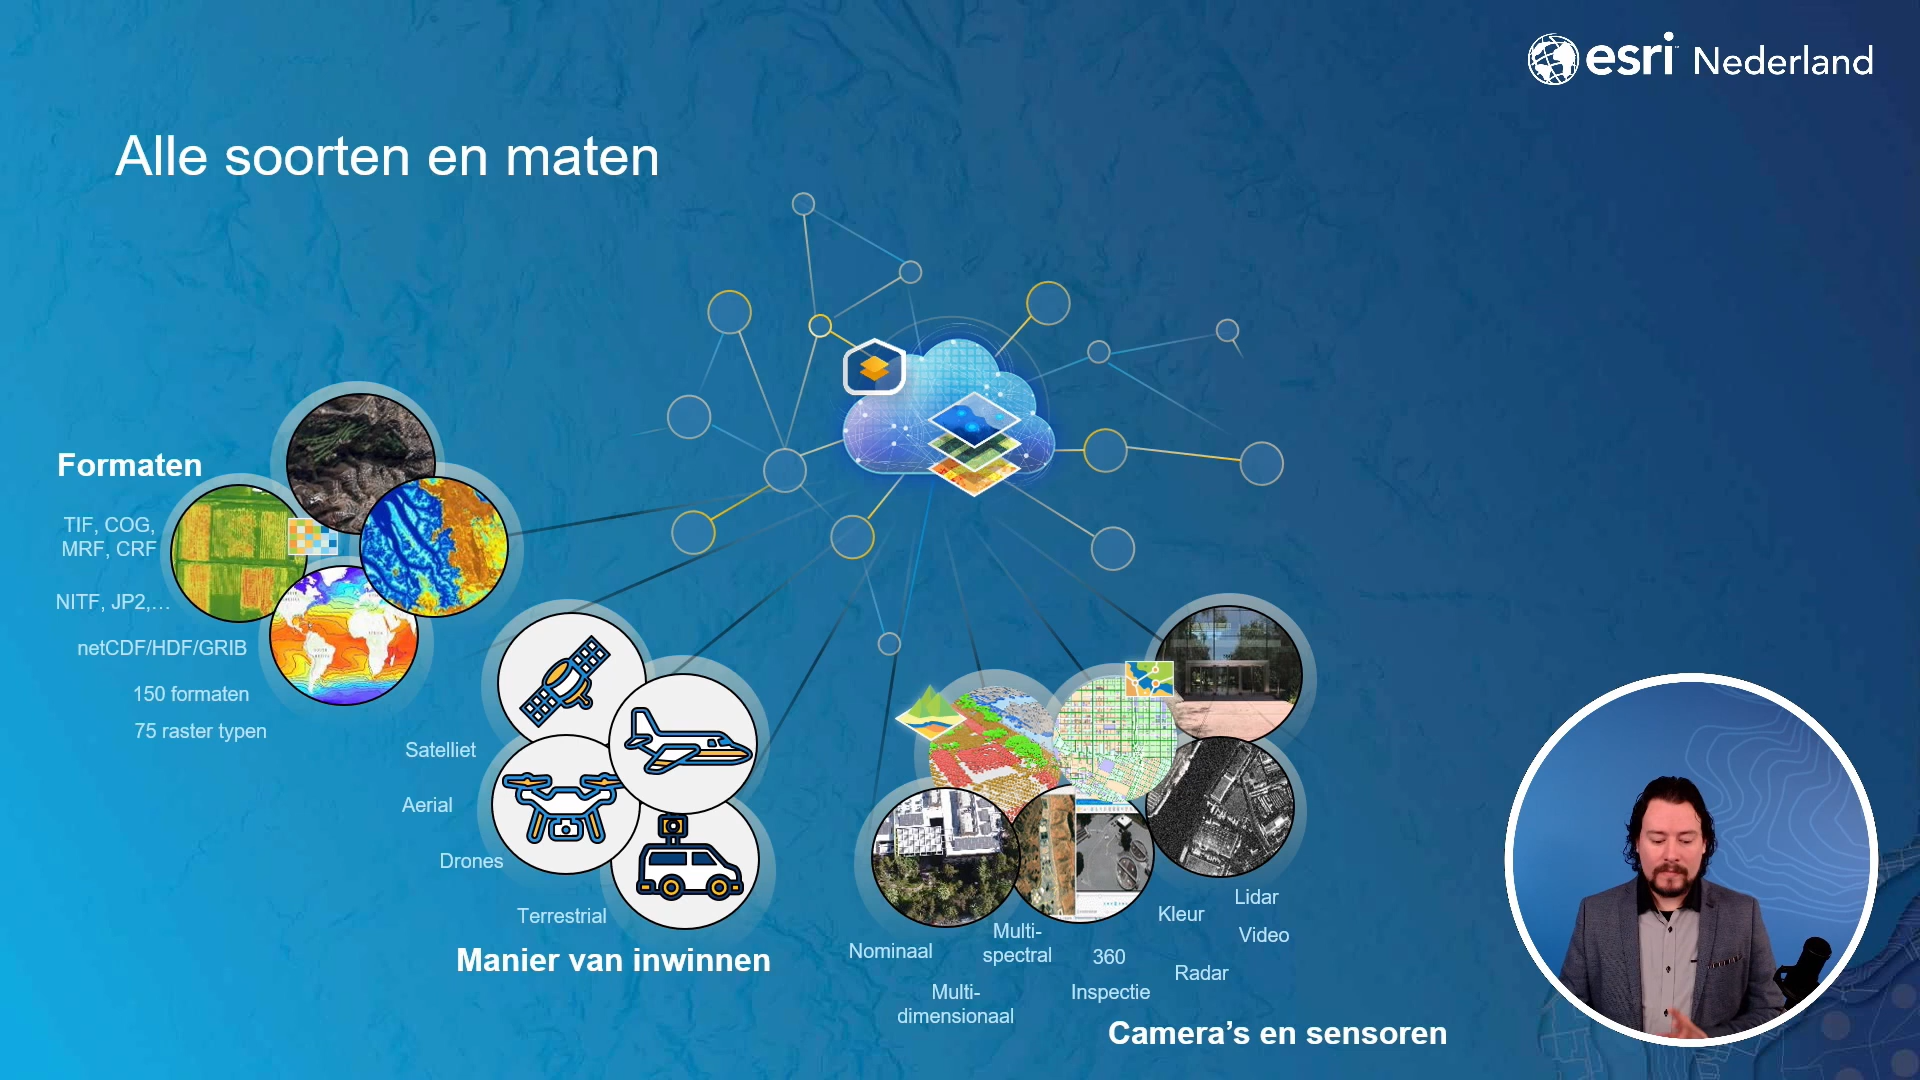 esri Nederland
Alle soorten en maten
Formaten
TIF, COG,
MRF, CRF
NITF, JP2,...
netCDF/HDF/GRIB
150 formaten
75 raster typen
Satelliet
Aerial
Drones
Terrestrial
Manier van inwinnen
Nominaal
Multi-
spectral
Multi-
dimensionaal
360
Inspectie
Kleur
Lidar
Video
Radar
Camera’s en sensoren